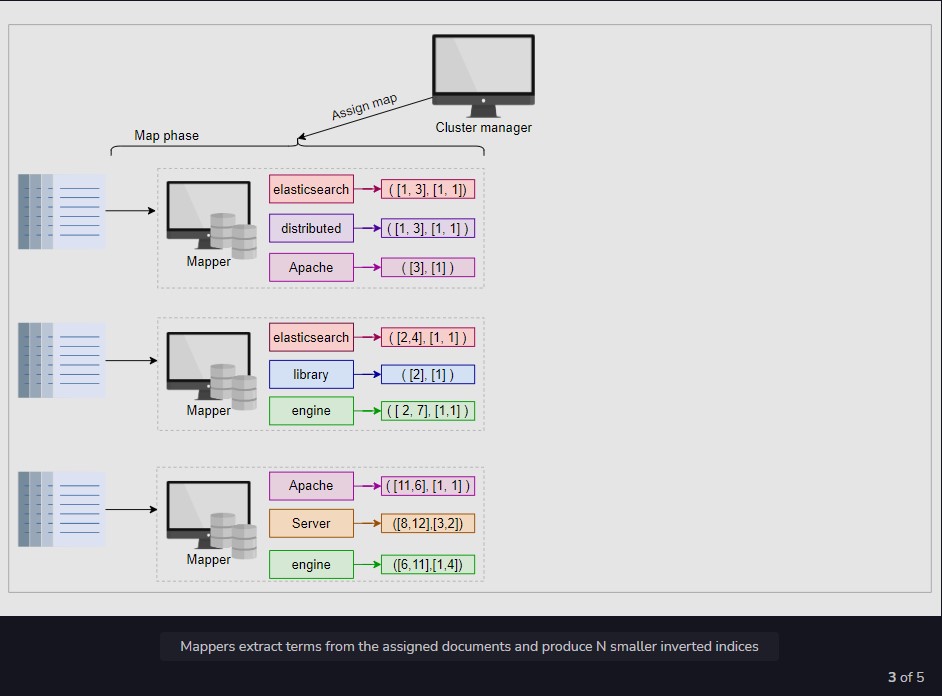 Assign map
Cluster manager
Map phase
elasticsearch ( [1, 3], [1, 1])
distributed ( [1, 3], [1, 1] )
Apache ( [3], [1] )
Mapper
elasticsearch ( [2,4], [1, 1] )
library ( [2], [1] )
engine ( [ 2, 7], [1,1] )
Mapper
Apache ( [11,6], [1, 1] )
Server ([8,12],[3,2])
engine ([6,11],[1,4])
Mapper
Mappers extract terms from the assigned documents and produce N smaller inverted indices
3 of 5